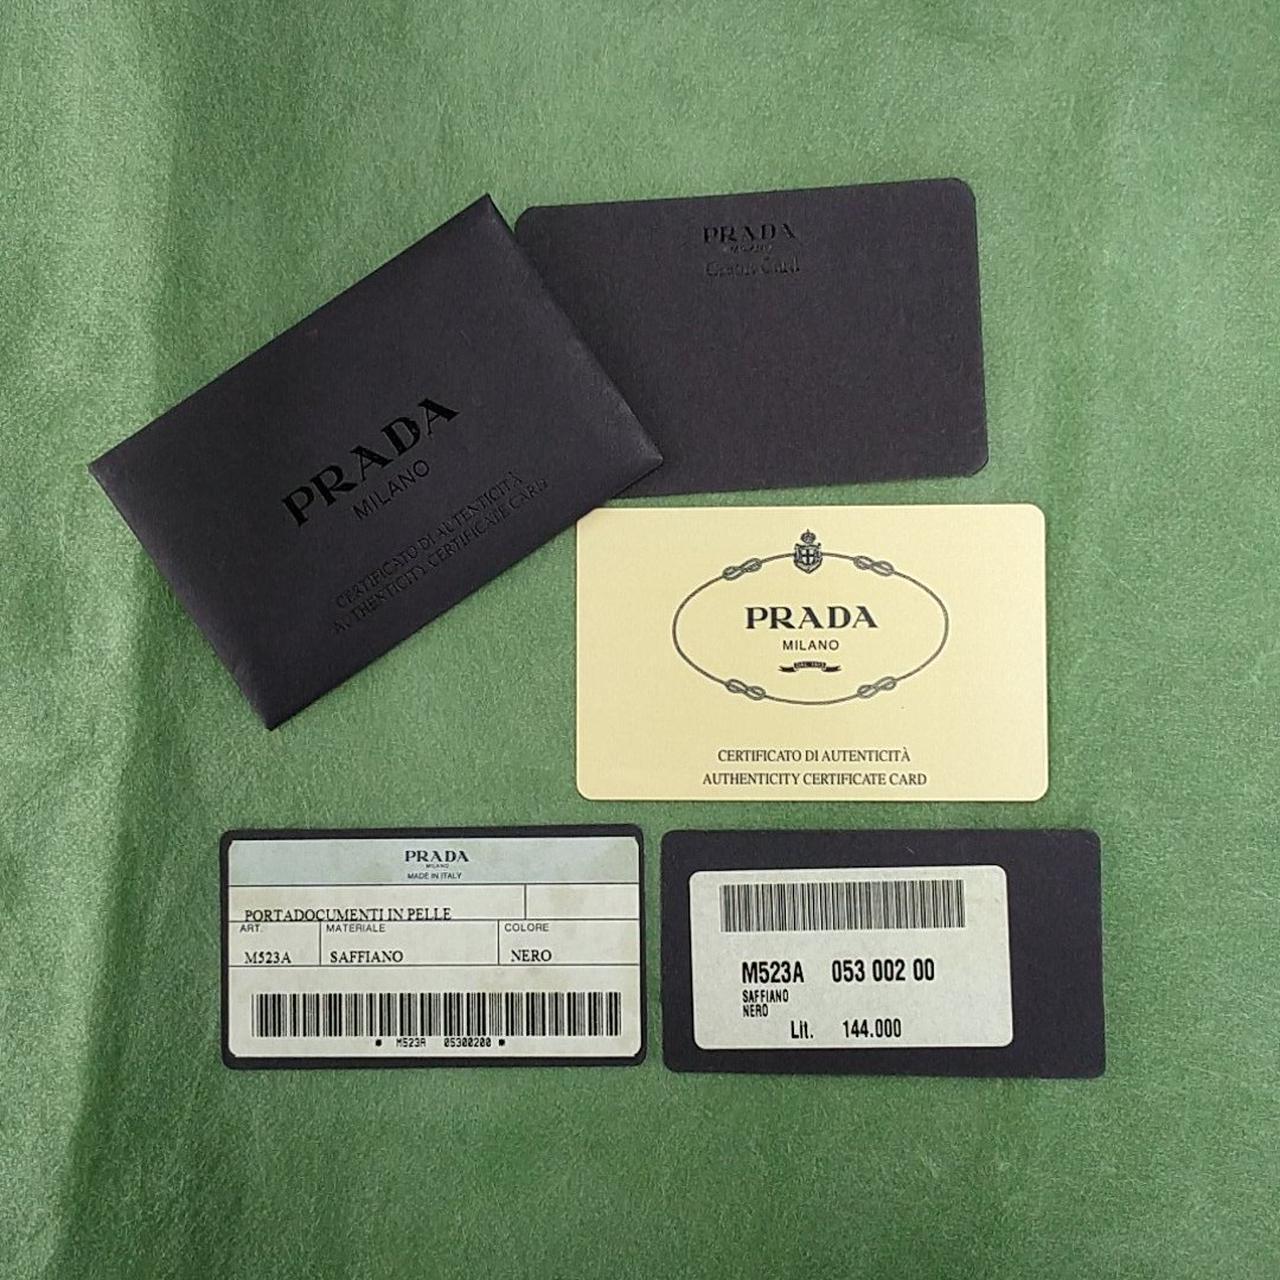 PRADA
MILANO
CERTIFICATO DI AUTENTICITÀ
AUTHENTICITY CERTIFICATE CARD
PRADA
MILANO
Card
PRADA
MILANO
CERTIFICATO DI AUTENTICITÀ
AUTHENTICITY CERTIFICATE CARD
PRADA
MILANO
MADE IN ITALY
PORTADOCUMENTI IN PELLE
ART. MATERIALE COLORE
M523A SAFFIANO NERO
* M523A 05300200 *
M523A 053 002 00
SAFFIANO
NERO
Lit. 144.000